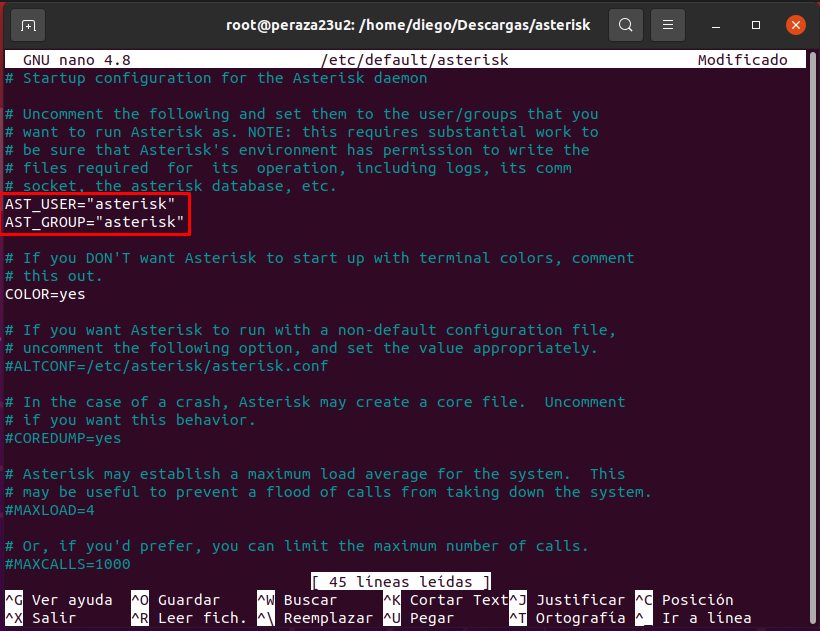 root@peraza23u2: /home/diego/Descargas/asterisk
GNU nano 4.8 /etc/default/asterisk Modificado
# Startup configuration for the Asterisk daemon
# Uncomment the following and set them to the user/groups that you
# want to run Asterisk as. NOTE: this requires substantial work to
# be sure that Asterisk's environment has permission to write the
# files required  for  its  operation, including logs, its comm
# socket, the asterisk database, etc.
AST_USER="asterisk"
AST_GROUP="asterisk"
# If you DON'T want Asterisk to start up with terminal colors, comment
# this out.
COLOR=yes
# If you want Asterisk to run with a non-default configuration file,
# uncomment the following option, and set the value appropriately.
#ALTCONF=/etc/asterisk/asterisk.conf
# In the case of a crash, Asterisk may create a core file.  Uncomment
# if you want this behavior.
#COREDUMP=yes
# Asterisk may establish a maximum load average for the system.  This
# may be useful to prevent a flood of calls from taking down the system.
#MAXLOAD=4
# Or, if you'd prefer, you can limit the maximum number of calls.
#MAXCALLS=1000
[ 45 líneas leídas ]
^G Ver ayuda ^O Guardar ^W Buscar ^K Cortar Text ^J Justificar ^C Posición
^X Salir ^R Leer fich. ^\ Reemplazar ^U Pegar ^T Ortografía ^_ Ir a línea